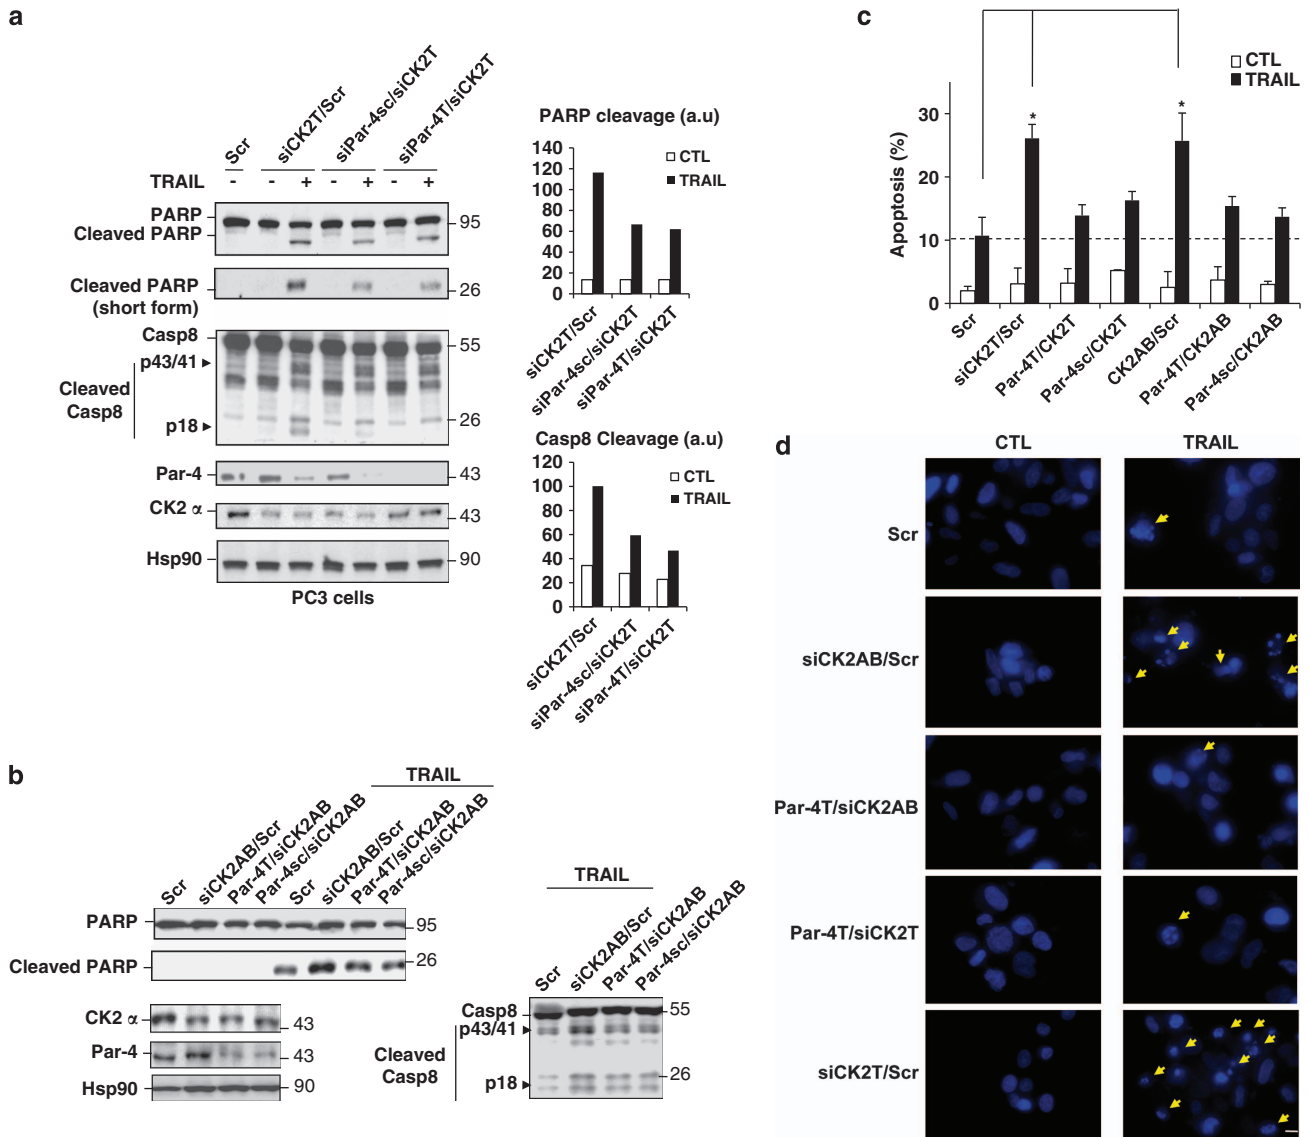 a
Scr
siCK2T/Scr
siPar-4sc/siCK2T
siPar-4T/siCK2T
TRAIL - - + - + - +
PARP
Cleaved PARP
95
Cleaved PARP
(short form)
26
Casp8
55
p43/41
Cleaved
Casp8
26
p18
Par-4
43
CK2 α
43
Hsp90
90
PC3 cells
PARP cleavage (a.u)
140
120
100
80
60
40
20
0
CTL
TRAIL
siCK2T/Scr
siPar-4sc/siCK2T
siPar-4T/siCK2T
Casp8 Cleavage (a.u)
120
100
80
60
40
20
0
CTL
TRAIL
siCK2T/Scr
siPar-4sc/siCK2T
siPar-4T/siCK2T
b
TRAIL
Scr
siCK2AB/Scr
Par-4T/siCK2AB
Par-4sc/siCK2AB
Scr
siCK2AB/Scr
Par-4T/siCK2AB
Par-4sc/siCK2AB
PARP
95
Cleaved PARP
26
CK2 α
43
Par-4
43
Hsp90
90
TRAIL
Scr
siCK2AB/Scr
Par-4T/siCK2AB
Par-4sc/siCK2AB
Casp8
55
p43/41
Cleaved
Casp8
26
p18
c
CTL
TRAIL
Apoptosis (%)
30
20
10
0
*
*
Scr
siCK2T/Scr
Par-4T/CK2T
Par-4sc/CK2T
CK2AB/Scr
Par-4T/CK2AB
Par-4sc/CK2AB
d
CTL
TRAIL
Scr
siCK2AB/Scr
Par-4T/siCK2AB
Par-4T/siCK2T
siCK2T/Scr